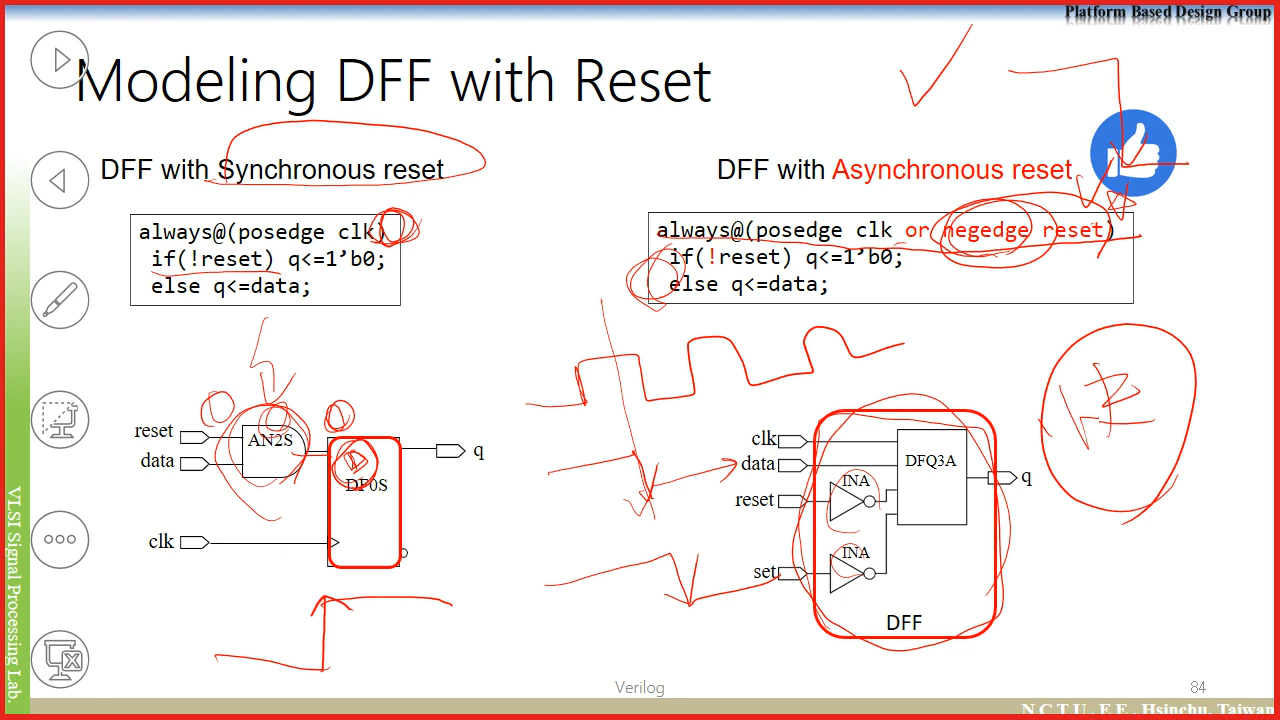 Platform Based Design Group
Modeling DFF with Reset
DFF with Synchronous reset
always@(posedge clk)
if(!reset) q<=1’b0;
else q<=data;
DFF with Asynchronous reset
always@(posedge clk or negedge reset)
if(!reset) q<=1’b0;
else q<=data;
reset
data
clk
AN2S
D
DF0S
q
clk
data
reset
set
INA
INA
DFQ3A
q
DFF
VLSI Signal Processing Lab.
Verilog
84
N C T U . E E , Hsinchu, Taiwan